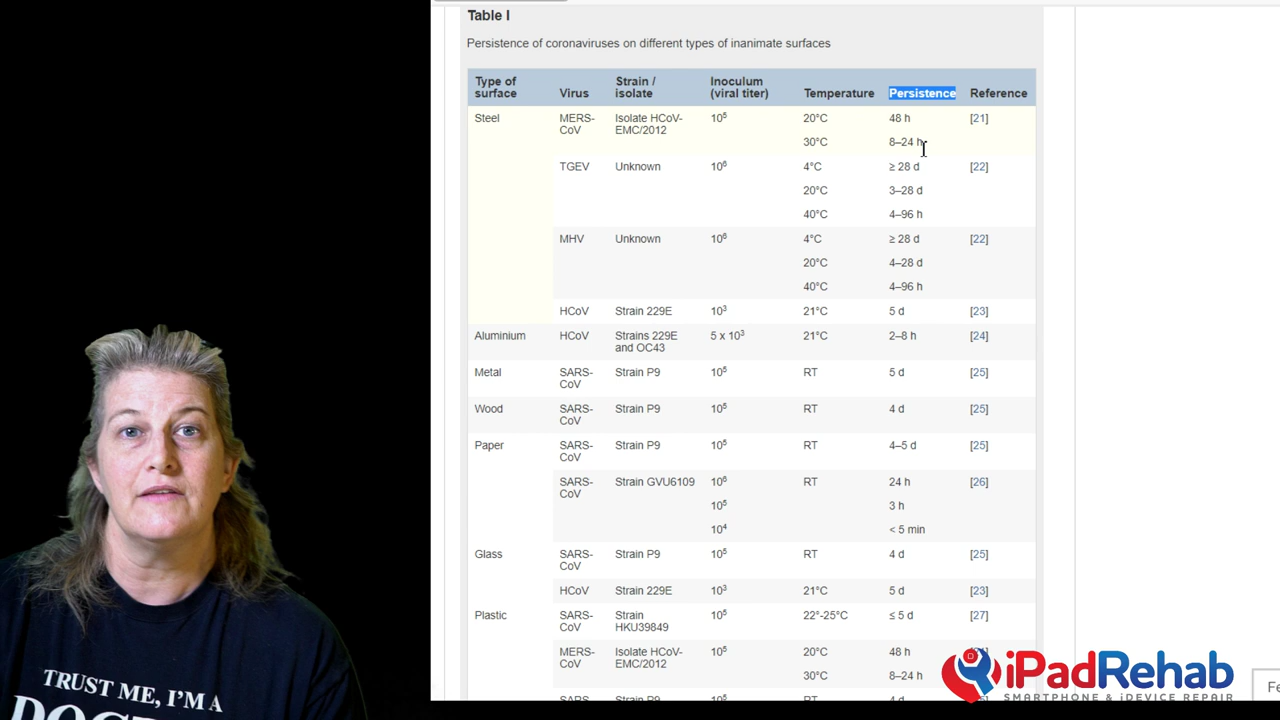 Table I
Persistence of coronaviruses on different types of inanimate surfaces
Type of surface Virus Strain / isolate Inoculum (viral titer) Temperature Persistence Reference
Steel MERS-CoV Isolate HCoV-EMC/2012 10⁵ 20°C 48 h [21]
30°C 8–24 h
TGEV Unknown 10⁶ 4°C ≥ 28 d [22]
20°C 3–28 d
40°C 4–96 h
MHV Unknown 10⁶ 4°C ≥ 28 d [22]
20°C 4–28 d
40°C 4–96 h
HCoV Strain 229E 10³ 21°C 5 d [23]
Aluminium HCoV Strains 229E and OC43 5 x 10³ 21°C 2–8 h [24]
Metal SARS-CoV Strain P9 10⁵ RT 5 d [25]
Wood SARS-CoV Strain P9 10⁵ RT 4 d [25]
Paper SARS-CoV Strain P9 10⁵ RT 4–5 d [25]
SARS-CoV Strain GVU6109 10⁶ RT 24 h [26]
10⁵ 3 h
10⁴ < 5 min
Glass SARS-CoV Strain P9 10⁵ RT 4 d [25]
HCoV Strain 229E 10³ 21°C 5 d [23]
Plastic SARS-CoV Strain HKU39849 10⁵ 22°-25°C ≤ 5 d [27]
MERS-CoV Isolate HCoV-EMC/2012 10⁵ 20°C 48 h
30°C 8–24 h
TRUST ME, I'M A
iPadRehab
SMARTPHONE & iDEVICE REPAIR